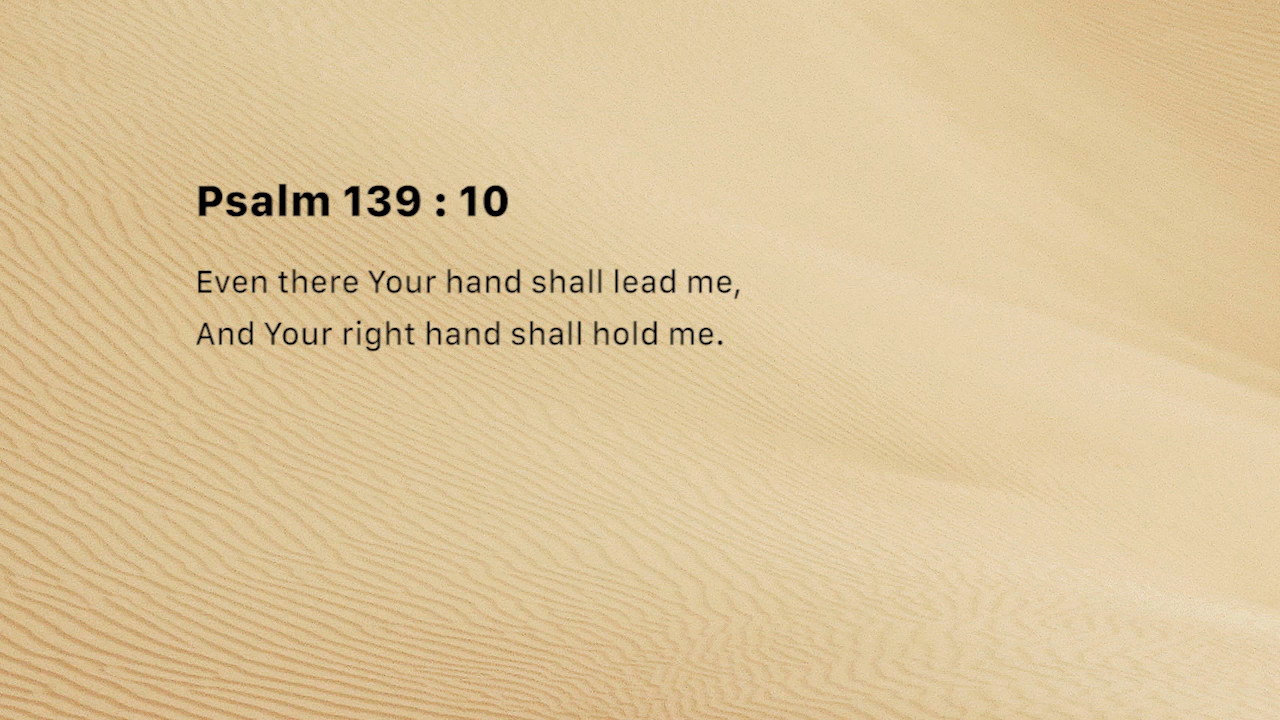 Psalm 139 : 10
Even there Your hand shall lead me,
And Your right hand shall hold me.